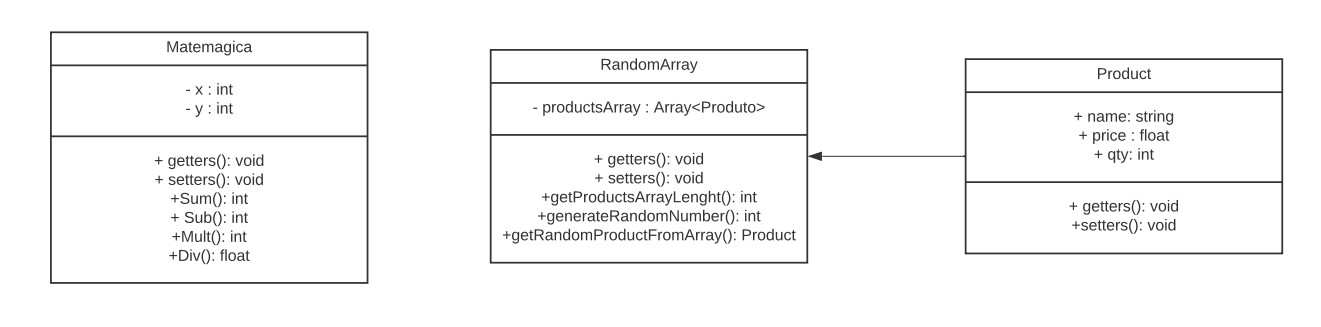 Matemagica
- x : int
- y : int
+ getters(): void
+ setters(): void
+Sum(): int
+ Sub(): int
+Mult(): int
+Div(): float
RandomArray
- productsArray : Array<Produto>
+ getters(): void
+ setters(): void
+getProductsArrayLenght(): int
+generateRandomNumber(): int
+getRandomProductFromArray(): Product
Product
+ name: string
+ price : float
+ qty: int
+ getters(): void
+setters(): void